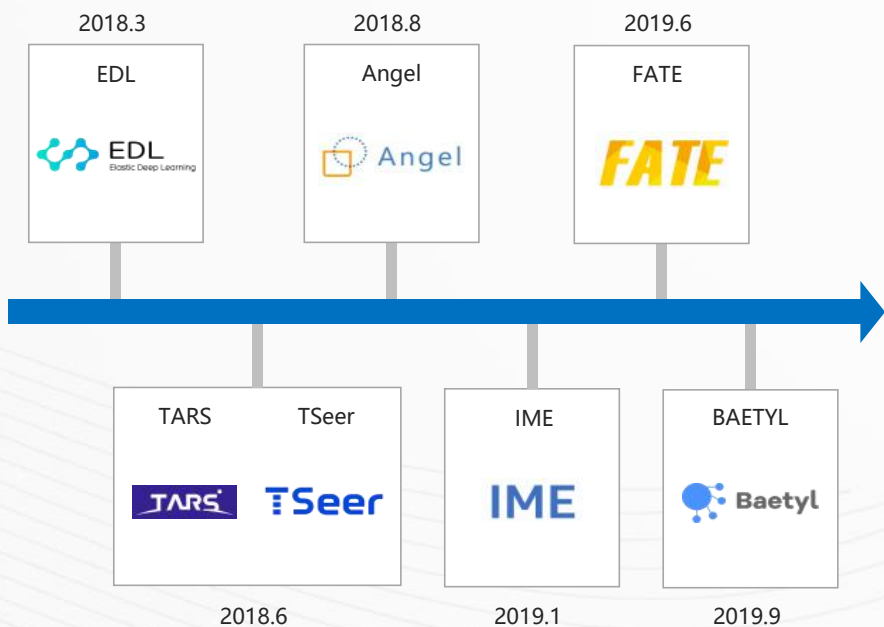 2018.3
EDL
EDL
Elastic Deep Learning
2018.8
Angel
Angel
2019.6
FATE
FATE
TARS TSeer
TARS TSeer
2018.6
IME
IME
2019.1
BAETYL
Baetyl
2019.9